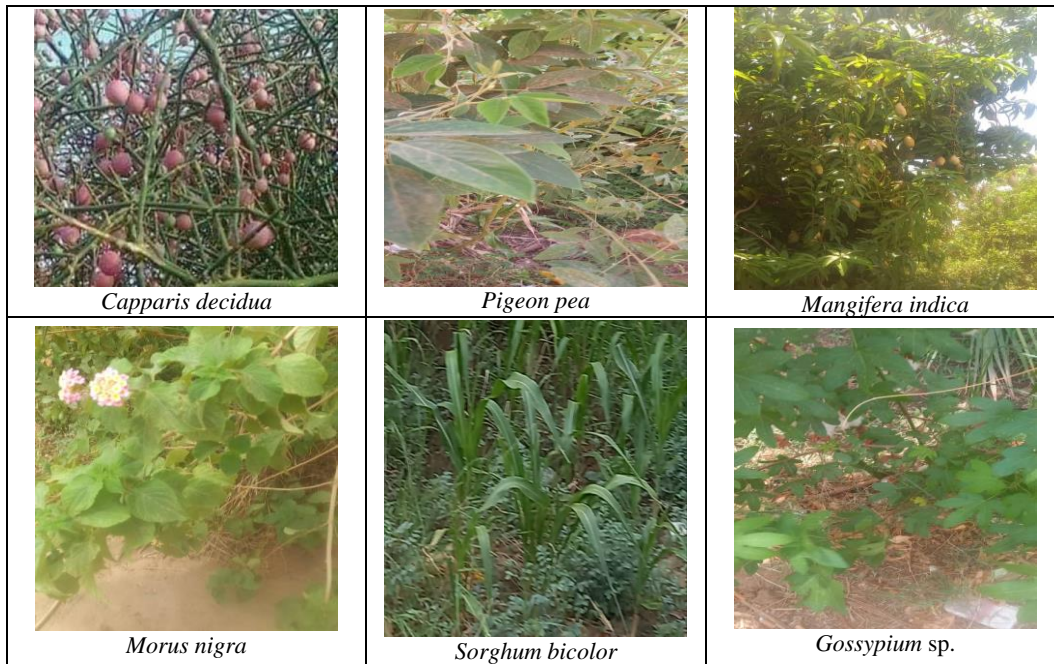 Capparis decidua
Pigeon pea
Mangifera indica
Morus nigra
Sorghum bicolor
Gossypium sp.